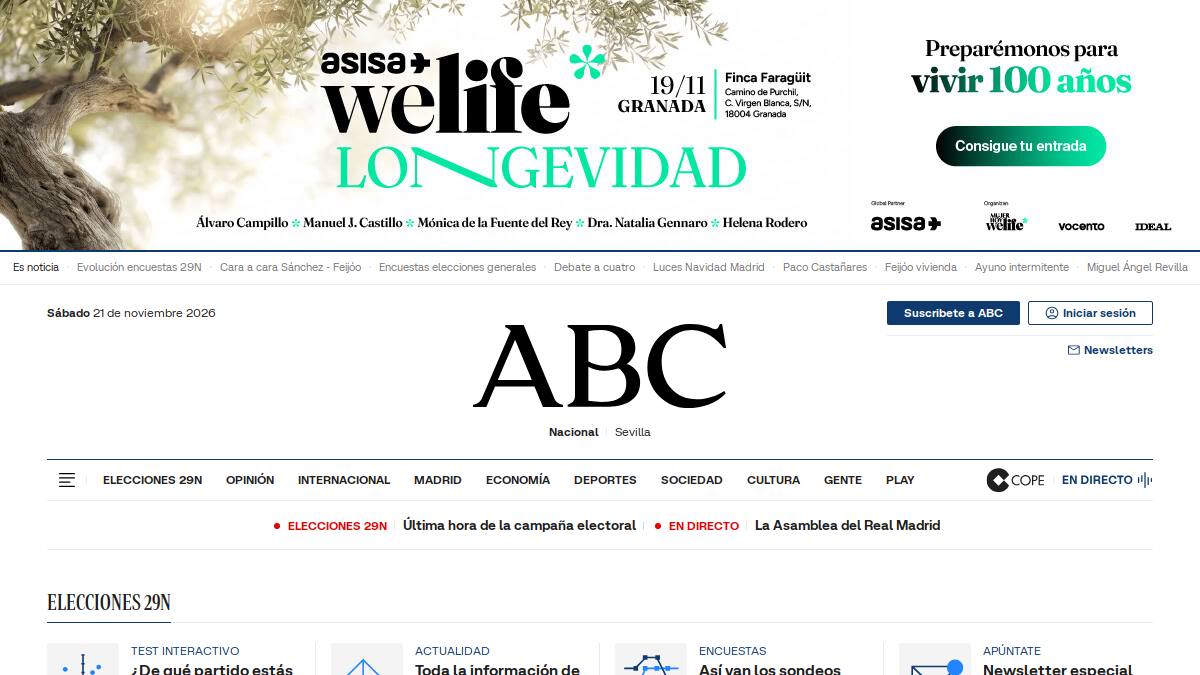 asisa
welife
LONGEVIDAD
19/11
GRANADA
Finca Faragüit
Camino de Purchil,
C. Virgen Blanca, S/N,
18004 Granada
Álvaro Campillo * Manuel J. Castillo * Mónica de la Fuente del Rey * Dra. Natalia Gennaro * Helena Rodero
Preparémonos para
vivir 100 años
Consigue tu entrada
Global Partner
Organizan
asisa
MUJER HOY
welife
vocento
IDEAL
Es noticia · Evolución encuestas 29N · Cara a cara Sánchez - Feijóo · Encuestas elecciones generales · Debate a cuatro · Luces Navidad Madrid · Paco Castañares · Feijóo vivienda · Ayuno intermitente · Miguel Ángel Revilla
Sábado 21 de noviembre 2026
Suscribete a ABC
Iniciar sesión
Newsletters
ABC
Nacional Sevilla
ELECCIONES 29N OPINIÓN INTERNACIONAL MADRID ECONOMÍA DEPORTES SOCIEDAD CULTURA GENTE PLAY COPE EN DIRECTO
ELECCIONES 29N Última hora de la campaña electoral EN DIRECTO La Asamblea del Real Madrid
ELECCIONES 29N
TEST INTERACTIVO
¿De qué partido estás
ACTUALIDAD
Toda la información de
ENCUESTAS
Así van los sondeos
APÚNTATE
Newsletter especial